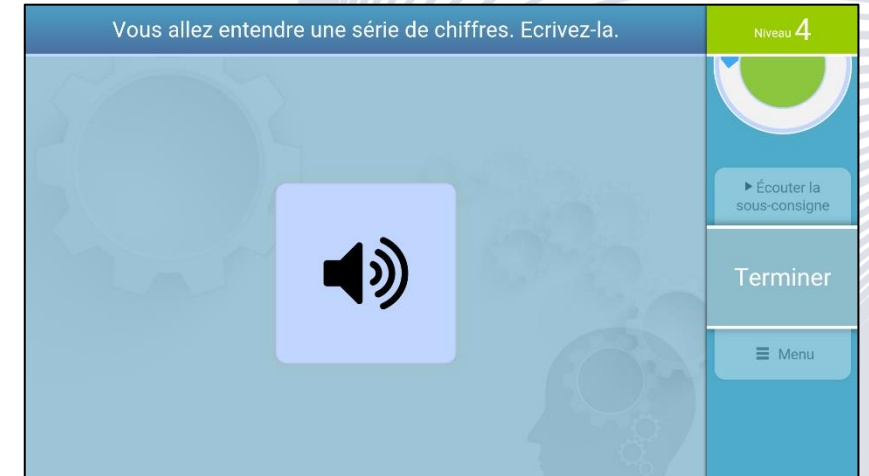 Vous allez entendre une série de chiffres. Ecrivez-la.
Niveau 4
▶ Écouter la
sous-consigne
Terminer
☰ Menu